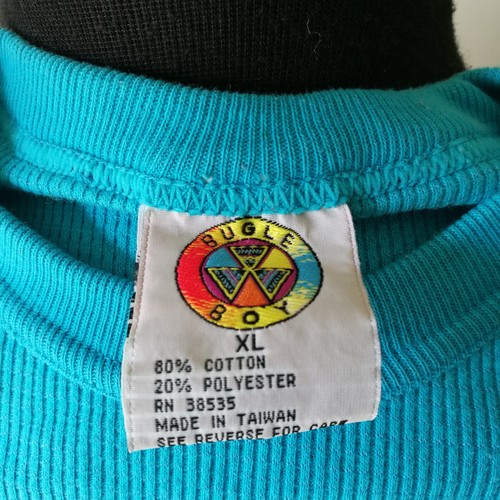 BUGLE
BOY
XL
80% COTTON
20% POLYESTER
RN 38535
MADE IN TAIWAN
SEE REVERSE FOR CARE